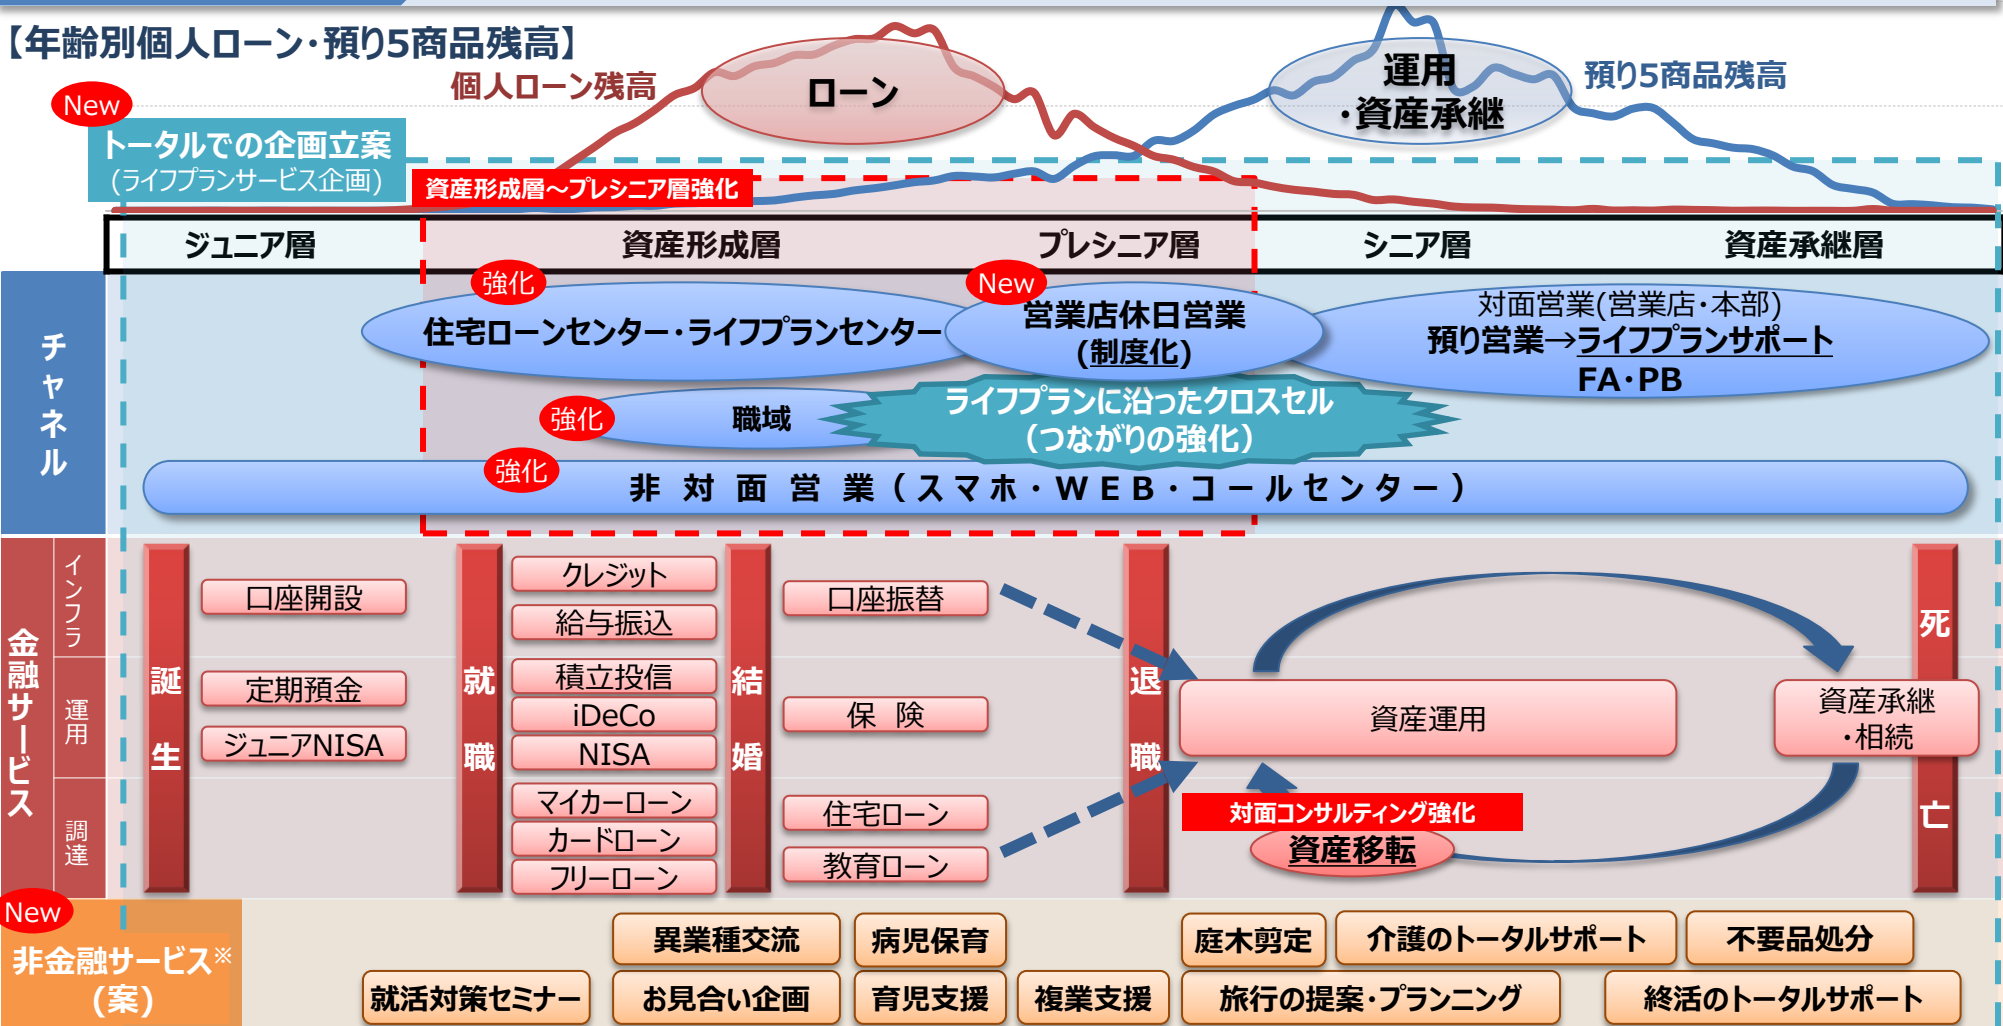 【年齢別個人ローン・預り5商品残高】
個人ローン残高
ローン
運用
・資産承継
預り5商品残高
New
トータルでの企画立案
(ライフプランサービス企画)
資産形成層～プレシニア層強化
ジュニア層
資産形成層
プレシニア層
シニア層
資産承継層
チャネル
強化
住宅ローンセンター・ライフプランセンター
New
営業店休日営業
(制度化)
対面営業(営業店・本部)
預り営業→ライフプランサポート
FA・PB
強化
職域
ライフプランに沿ったクロスセル
(つながりの強化)
強化
非対面営業(スマホ・WEB・コールセンター)
金融サービス
インフラ
運用
調達
誕生
口座開設
定期預金
ジュニアNISA
就職
クレジット
給与振込
積立投信
iDeCo
NISA
マイカーローン
カードローン
フリーローン
結婚
口座振替
保 険
住宅ローン
教育ローン
退職
資産運用
対面コンサルティング強化
資産移転
資産承継
・相続
死亡
New
非金融サービス※
(案)
異業種交流
病児保育
庭木剪定
介護のトータルサポート
不要品処分
就活対策セミナー
お見合い企画
育児支援
複業支援
旅行の提案・プランニング
終活のトータルサポート